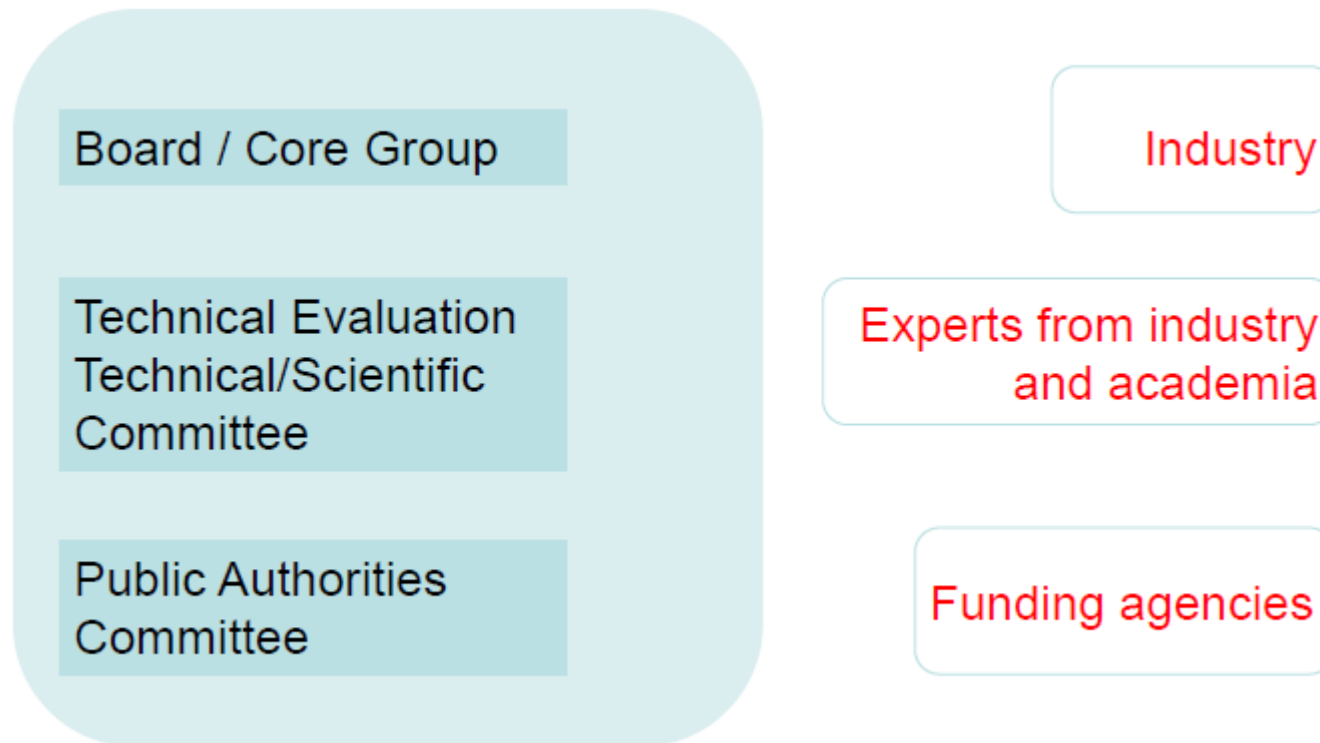 Board / Core Group
Industry
Technical Evaluation
Technical/Scientific
Committee
Experts from industry
and academia
Public Authorities
Committee
Funding agencies